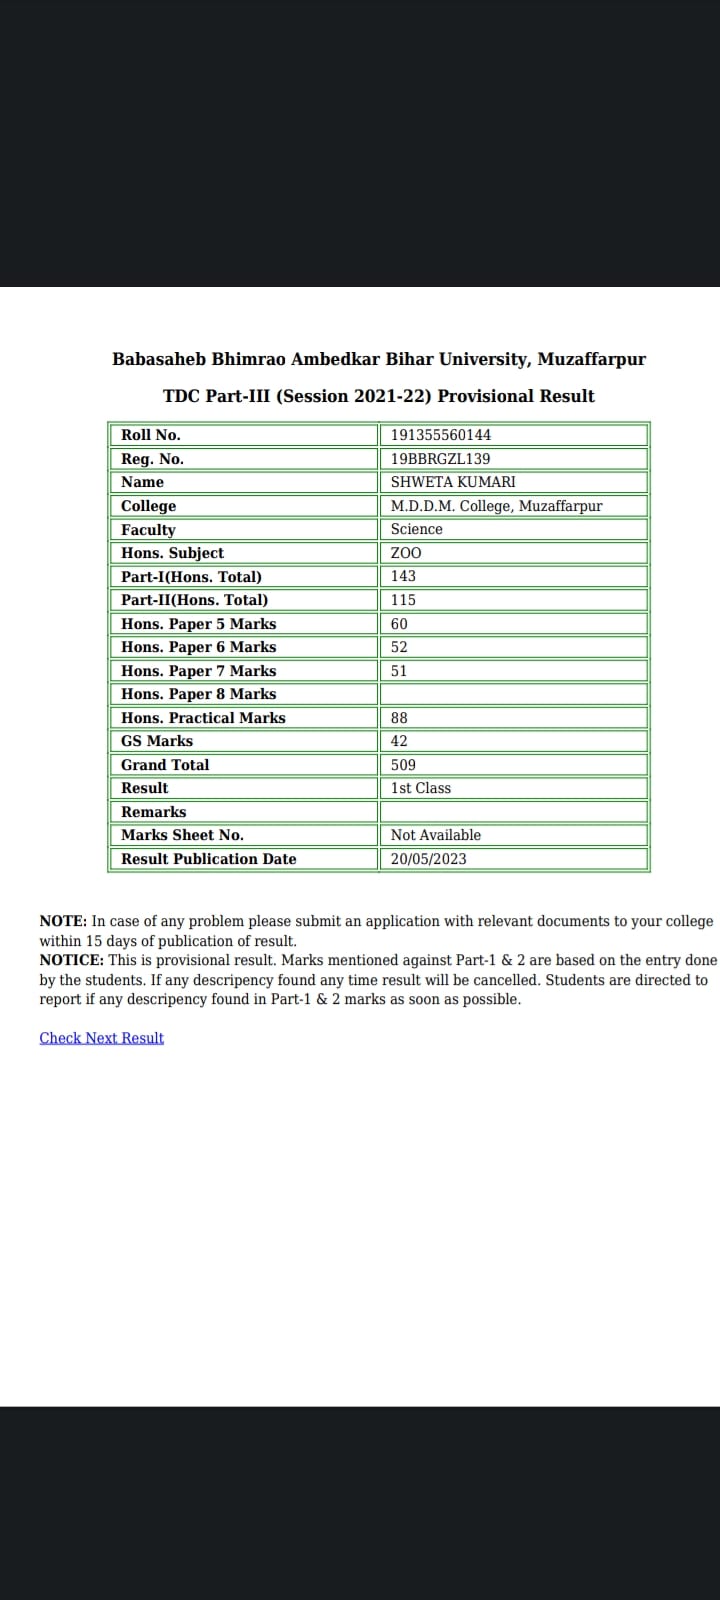 Babasaheb Bhimrao Ambedkar Bihar University, Muzaffarpur
TDC Part-III (Session 2021-22) Provisional Result
Roll No. 191355560144
Reg. No. 19BBRGZL139
Name SHWETA KUMARI
College M.D.D.M. College, Muzaffarpur
Faculty Science
Hons. Subject ZOO
Part-I(Hons. Total) 143
Part-II(Hons. Total) 115
Hons. Paper 5 Marks 60
Hons. Paper 6 Marks 52
Hons. Paper 7 Marks 51
Hons. Paper 8 Marks
Hons. Practical Marks 88
GS Marks 42
Grand Total 509
Result 1st Class
Remarks
Marks Sheet No. Not Available
Result Publication Date 20/05/2023
NOTE: In case of any problem please submit an application with relevant documents to your college
within 15 days of publication of result.
NOTICE: This is provisional result. Marks mentioned against Part-1 & 2 are based on the entry done
by the students. If any descripency found any time result will be cancelled. Students are directed to
report if any descripency found in Part-1 & 2 marks as soon as possible.
Check Next Result